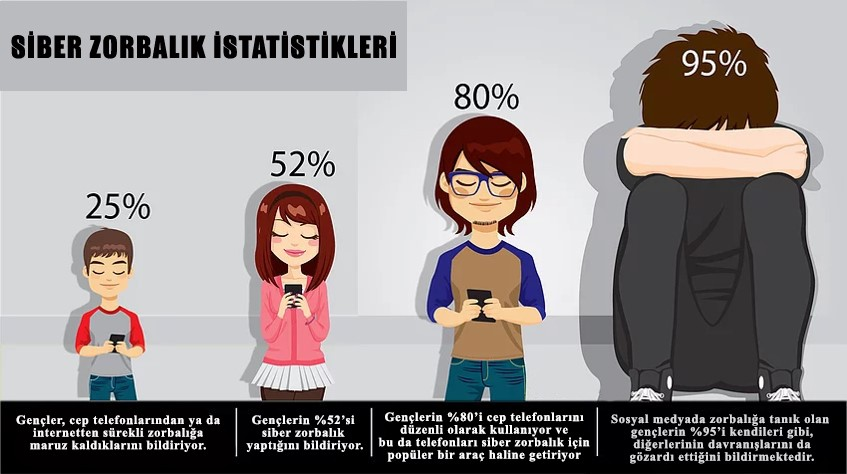 SİBER ZORBALIK İSTATİSTİKLERİ
25%
52%
80%
95%
Gençler, cep telefonlarından ya da
internetten sürekli zorbalığa
maruz kaldıklarını bildiriyor.
Gençlerin %52'si
siber zorbalık
yaptığını bildiriyor.
Gençlerin %80'i cep telefonlarını
düzenli olarak kullanıyor ve
bu da telefonları siber zorbalık için
popüler bir araç haline getiriyor
Sosyal medyada zorbalığa tanık olan
gençlerin %95'i kendileri gibi,
diğerlerinin davranışlarını da
gözardı ettiğini bildirmektedir.